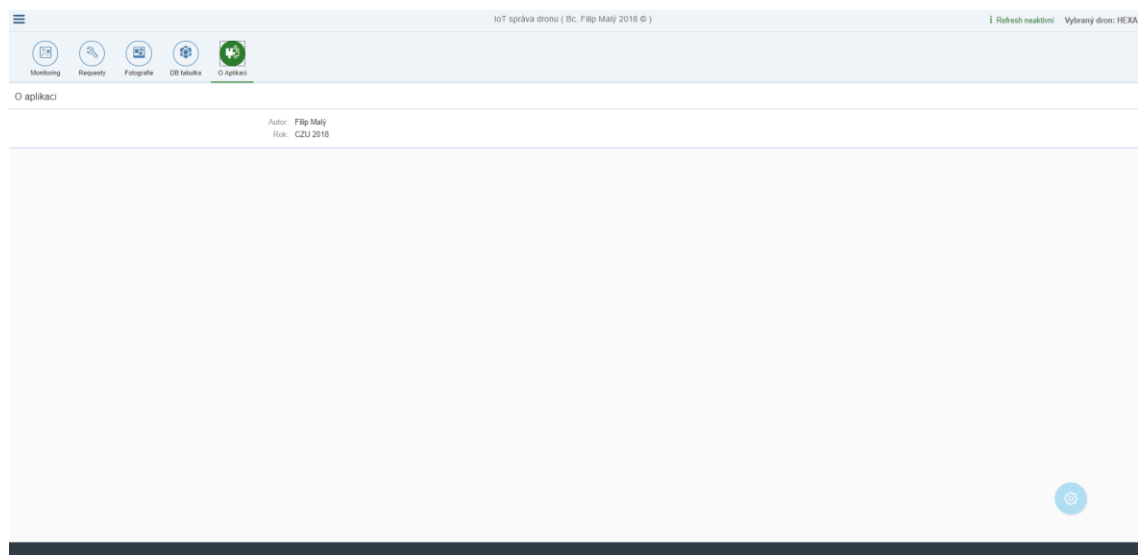 IoT správa dronu ( Bc. Filip Malý 2018 © )
Refresh neaktivní Vybraný dron: HEXA
Monitoring Requesty Fotografie DB tabulka O Aplikaci
O aplikaci
Autor: Filip Malý
Rok: CZU 2018